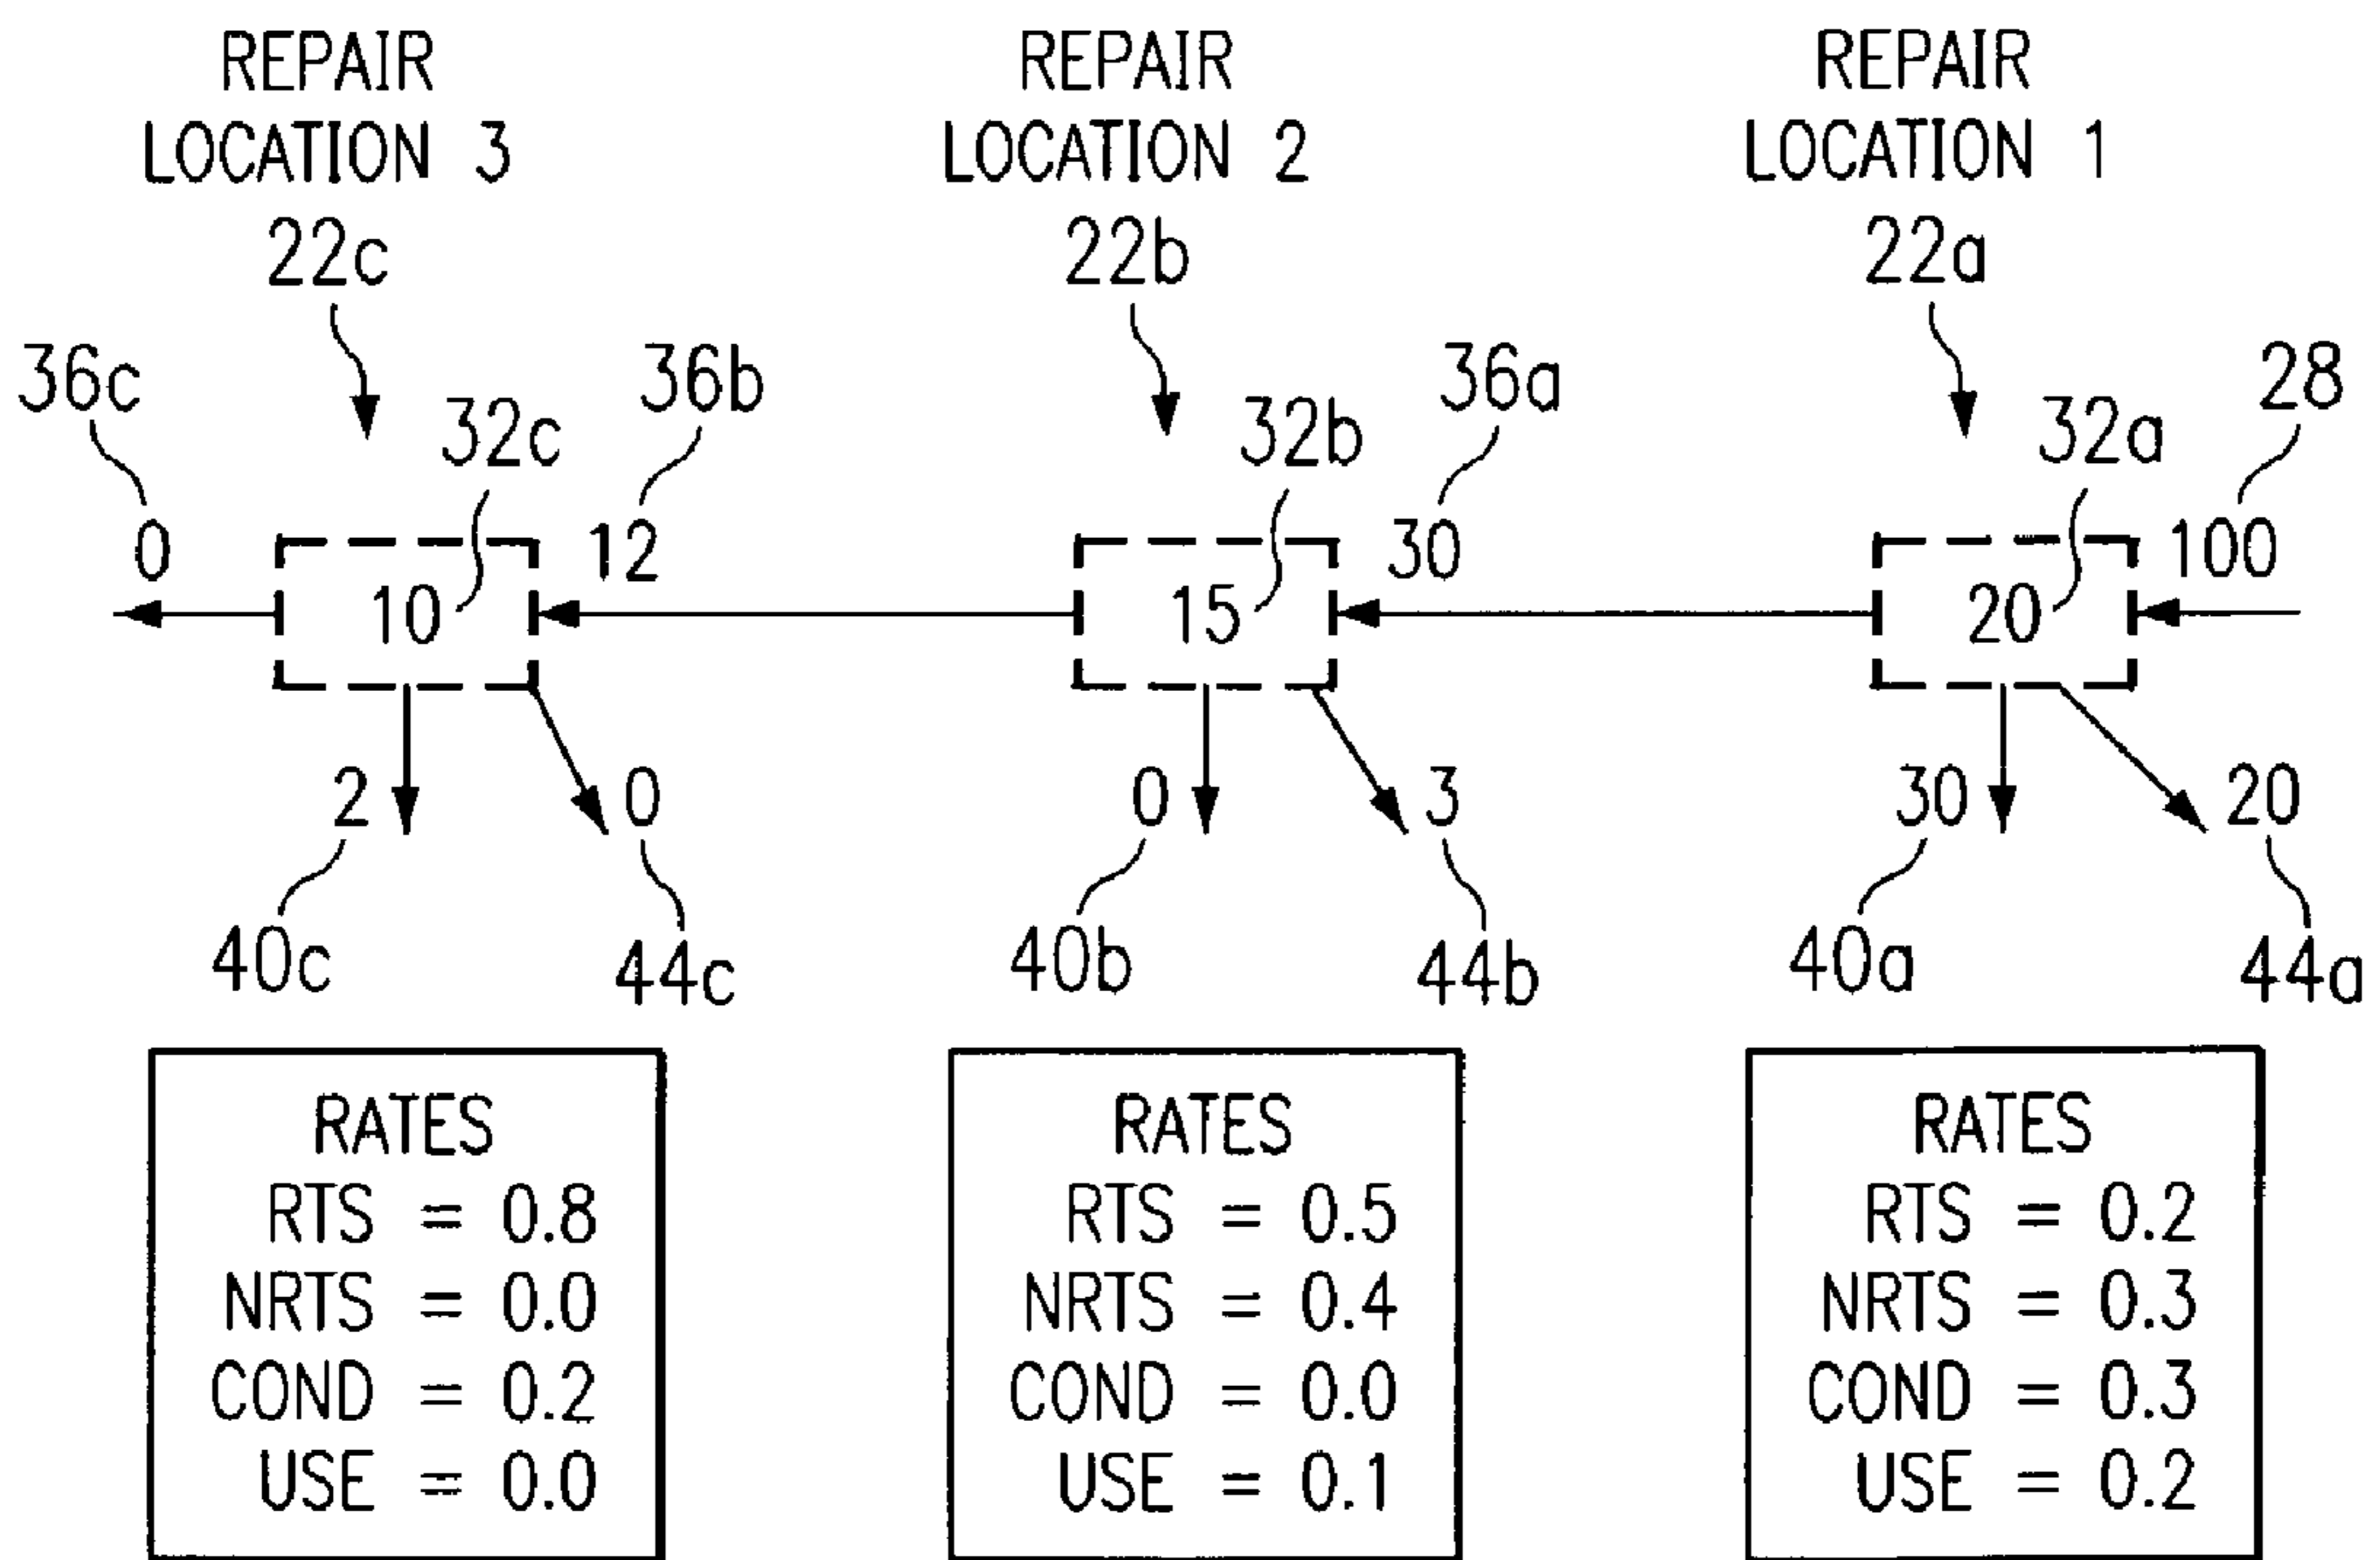 REPAIR LOCATION 3
22c
REPAIR LOCATION 2
22b
REPAIR LOCATION 1
22a
36c
32c
36b
32b
36a
32a
28
0
10
12
15
30
20
100
2
0
0
3
30
20
40c
44c
40b
44b
40a
44a
RATES
RTS = 0.8
NRTS = 0.0
COND = 0.2
USE = 0.0
RATES
RTS = 0.5
NRTS = 0.4
COND = 0.0
USE = 0.1
RATES
RTS = 0.2
NRTS = 0.3
COND = 0.3
USE = 0.2